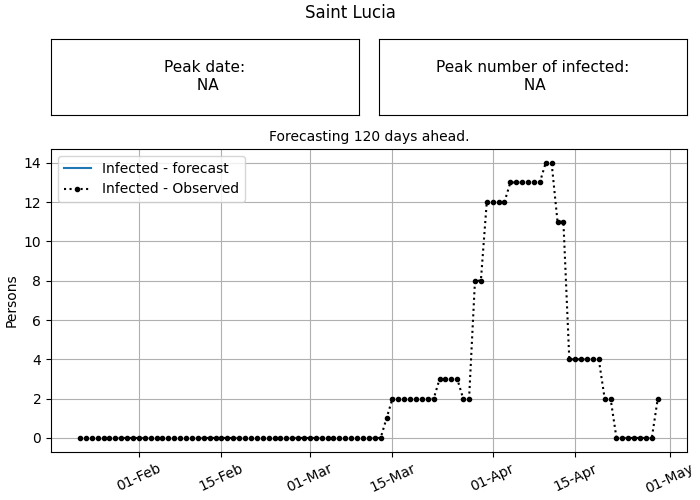 Saint Lucia
Peak date:
NA
Peak number of infected:
NA
Forecasting 120 days ahead.
Infected - forecast
Infected - Observed
Persons
14
12
10
8
6
4
2
0
01-Feb
15-Feb
01-Mar
15-Mar
01-Apr
15-Apr
01-May